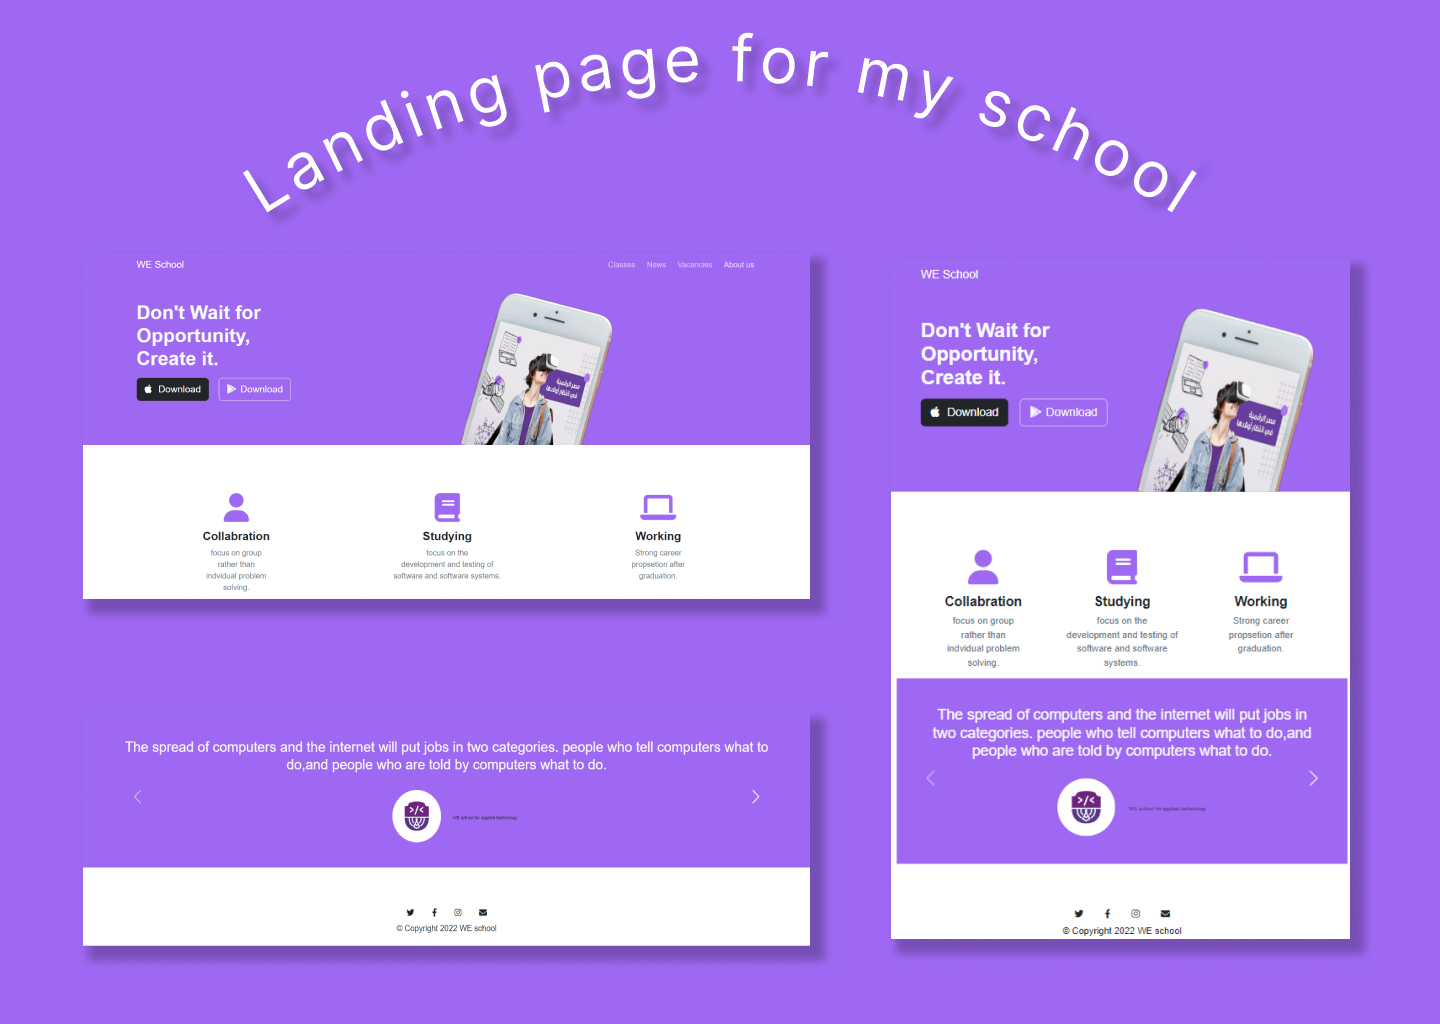 Landing page for my school
WE School
Classes News Vacancies About us
Don't Wait for
Opportunity,
Create it.
Download Download
مصر الرقمية
في انتظار أولادها
Collabration
focus on group
rather than
indvidual problem
solving.
Studying
focus on the
development and testing of
software and software systems.
Working
Strong career
propsetion after
graduation.
The spread of computers and the internet will put jobs in two categories. people who tell computers what to
do,and people who are told by computers what to do.
WE school for Applied technology
© Copyright 2022 WE school
WE School
Don't Wait for
Opportunity,
Create it.
Download Download
مصر الرقمية
في انتظار أولادها
Collabration
focus on group
rather than
indvidual problem
solving.
Studying
focus on the
development and testing of
software and software
systems.
Working
Strong career
propsetion after
graduation.
The spread of computers and the internet will put jobs in
two categories. people who tell computers what to do,and
people who are told by computers what to do.
WE school for applied technology
© Copyright 2022 WE school